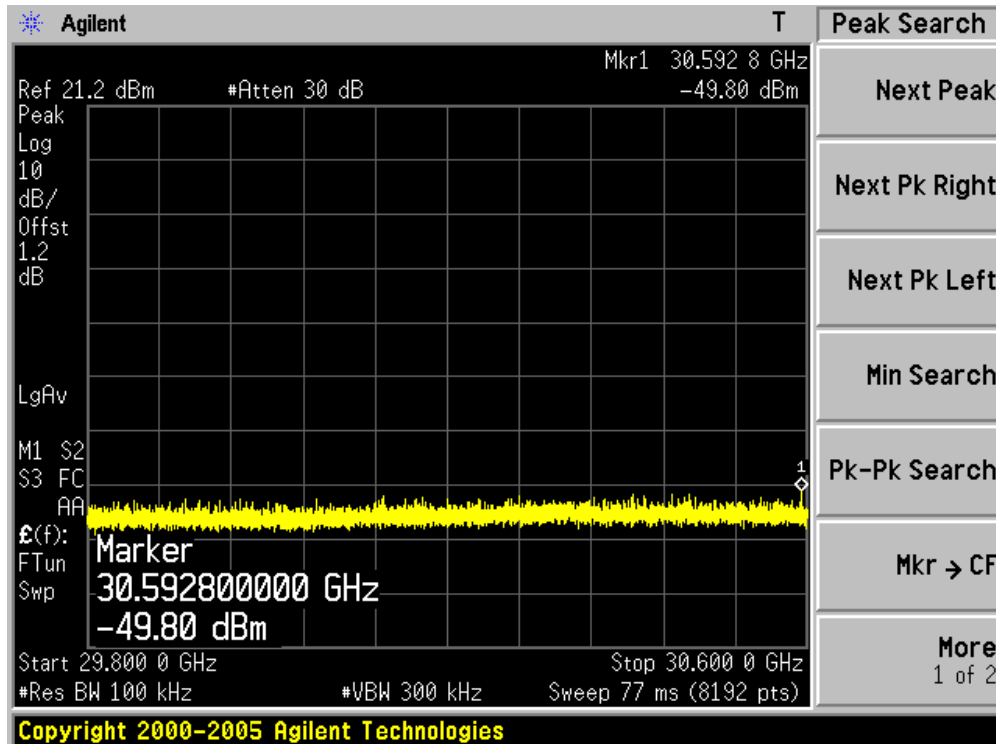 Agilent T Peak Search
Mkr1 30.592 8 GHz
Ref 21.2 dBm #Atten 30 dB -49.80 dBm
Peak
Log
10
dB/
Offst
1.2
dB
LgAv
M1 S2
S3 FC
AA
£(f):
FTun
Swp
1
Marker
30.592800000 GHz
-49.80 dBm
Start 29.800 0 GHz Stop 30.600 0 GHz
#Res BW 100 kHz #VBW 300 kHz Sweep 77 ms (8192 pts)
Next Peak
Next Pk Right
Next Pk Left
Min Search
Pk-Pk Search
Mkr → CF
More
1 of 2
Copyright 2000-2005 Agilent Technologies